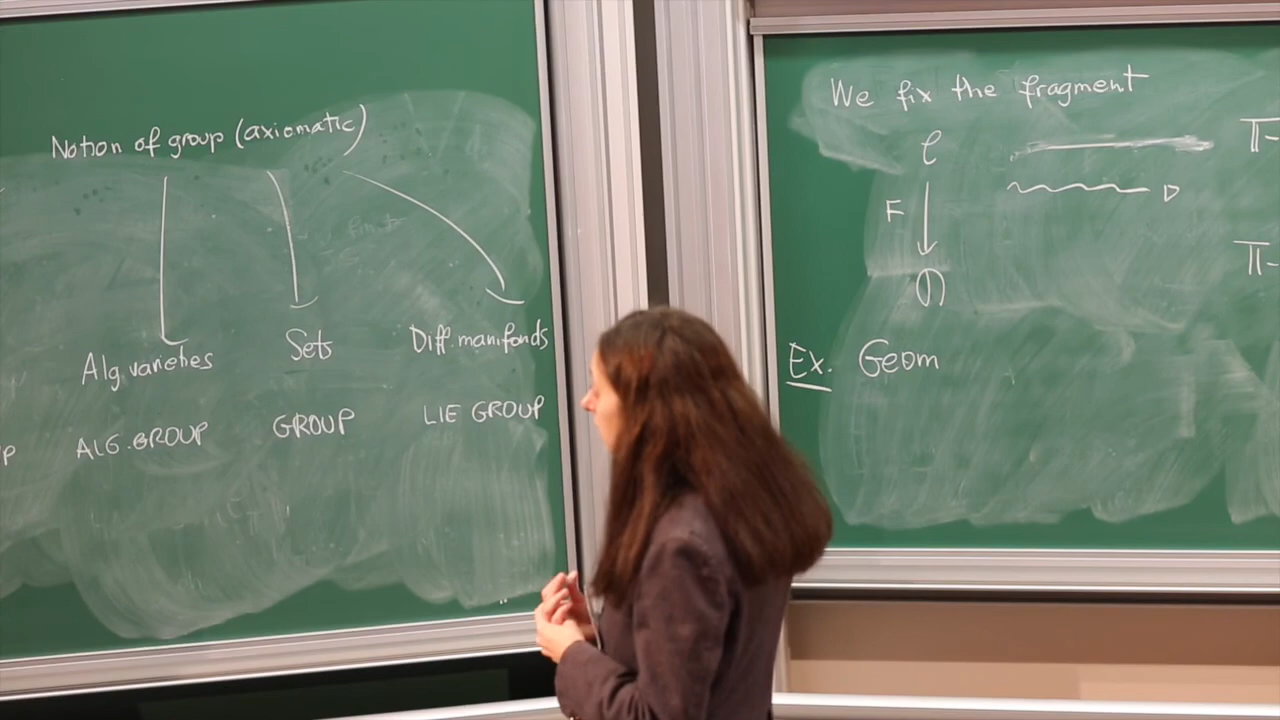 Notion of group (axiomatic)
Alg. varieties Sets Diff. manifonds
P ALG. GROUP GROUP LIE GROUP
We fix the fragment
F
Ex. Geom